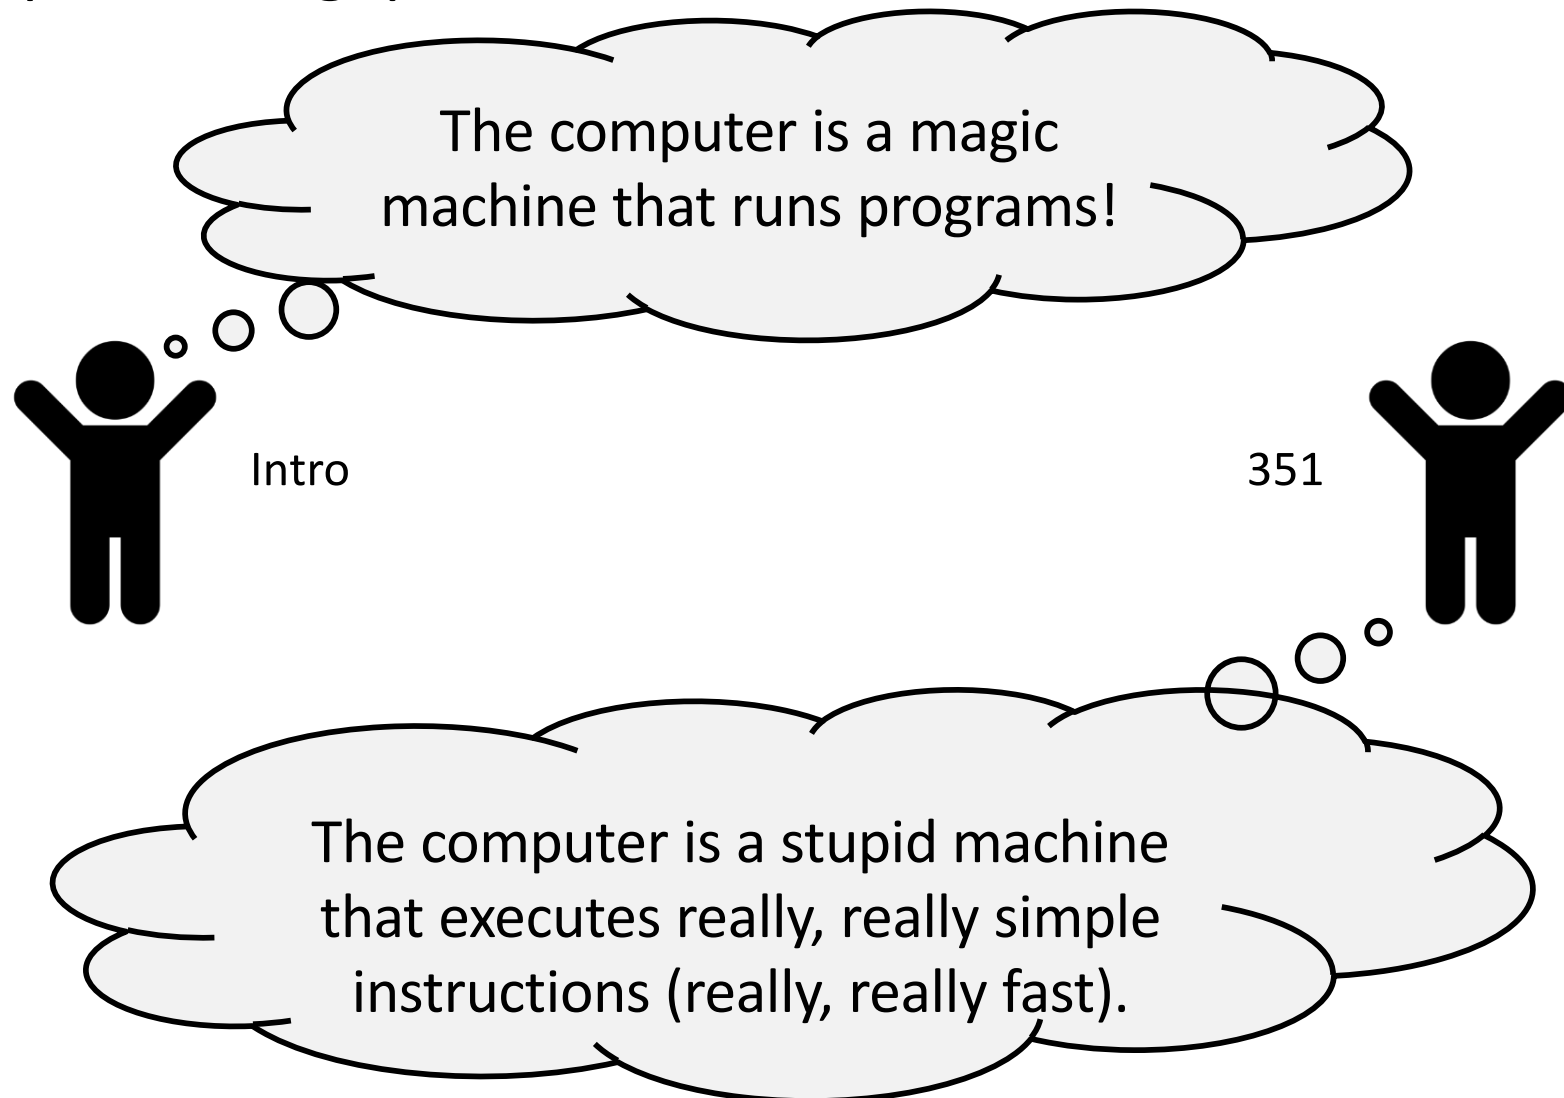 The computer is a magic
machine that runs programs!
Intro
351
The computer is a stupid machine
that executes really, really simple
instructions (really, really fast).